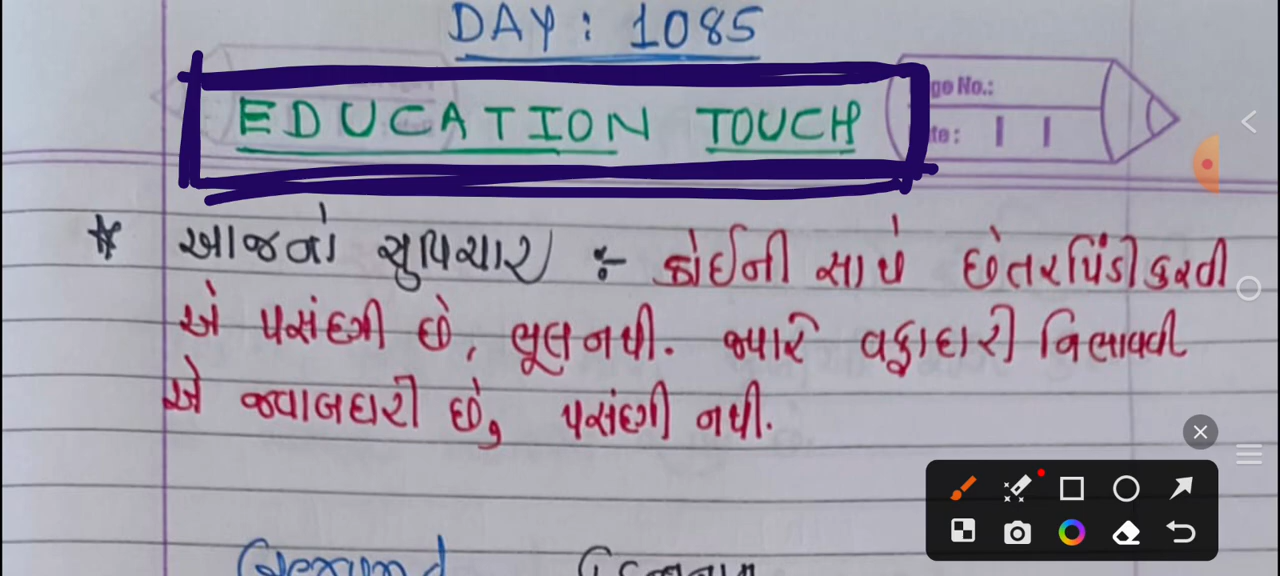 DAY : 1085
EDUCATION TOUCH
ge No.:
te :
* આજનો સુવિચાર :- કોઈની સાથે છેતરપિંડી કરવી
એ પસંદગી છે, ભૂલ નથી. જ્યારે વફાદારી નિભાવવી
એ જવાબદારી છે, પસંદગી નથી.